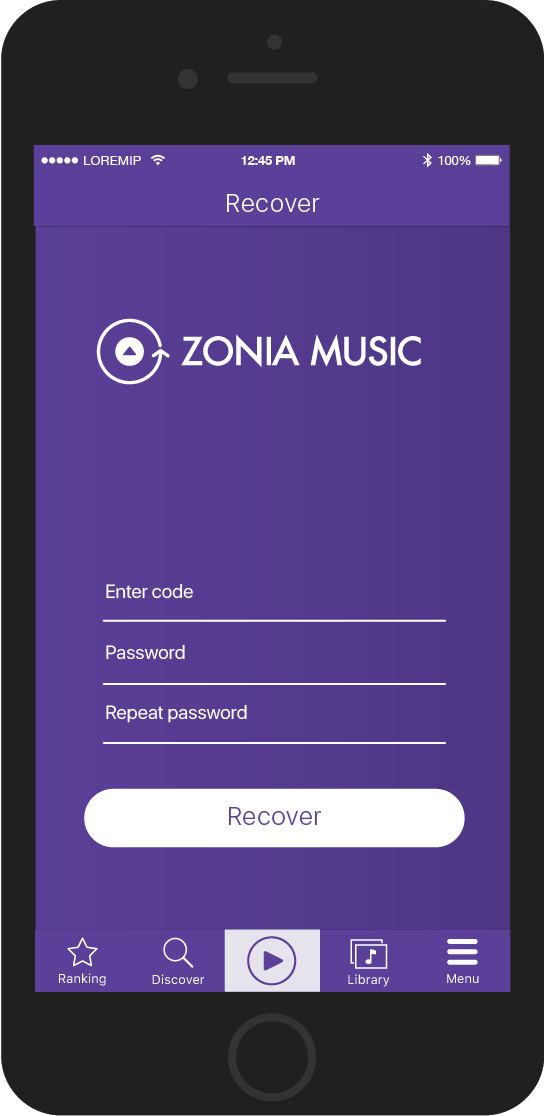 LOREMIP 12:45 PM 100%
Recover
ZONIA MUSIC
Enter code
Password
Repeat password
Recover
Ranking Discover Library Menu